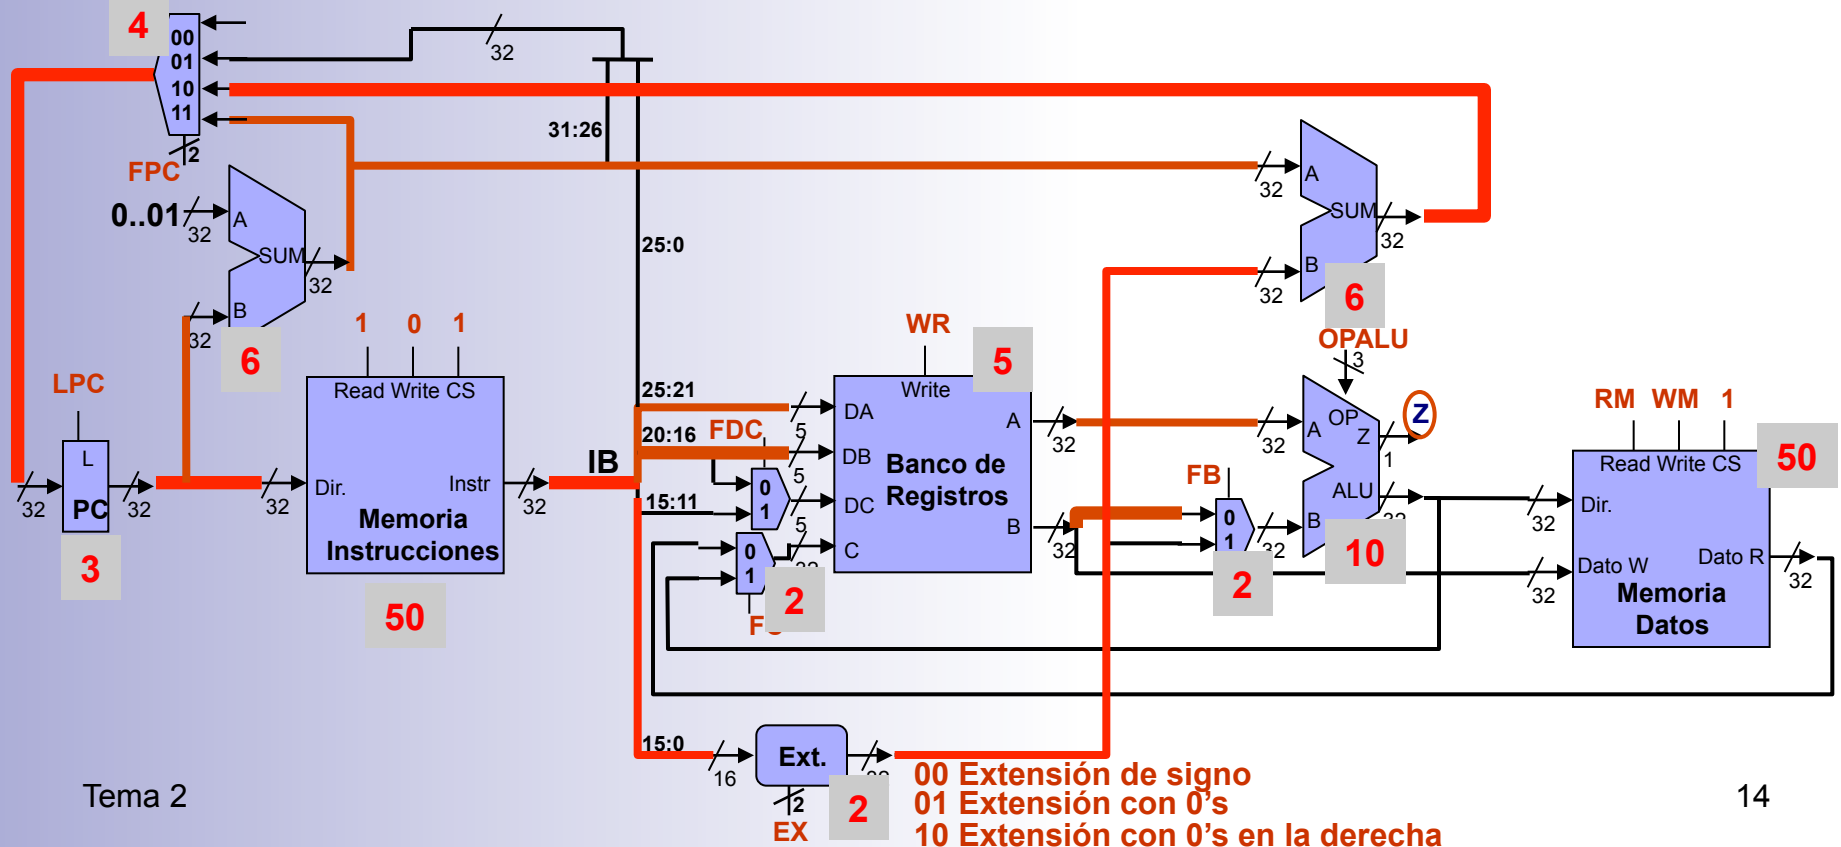 4
00
01
10
11
2
FPC
32
31:26
25:0
0..01
32
A
SUM
32
B
32
6
32
A
SUM
32
B
32
6
OPALU
3
1 0 1
Read Write CS
Dir.
Instr
Memoria
Instrucciones
50
LPC
L
PC
32
32
3
32
32
IB
25:21
20:16
15:11
15:0
5
5
5
FDC
0
1
0
1
2
WR
Write
5
DA
DB
DC
C
A
B
Banco de
Registros
32
32
FB
0
1
32
2
32
OP
A
Z
ALU
B
1
Z
10
RM WM 1
Read Write CS
50
Dir.
Dato W
Dato R
Memoria
Datos
32
32
32
16
Ext.
2
EX
2
00 Extensión de signo
01 Extensión con 0's
10 Extensión con 0's en la derecha
Tema 2
14